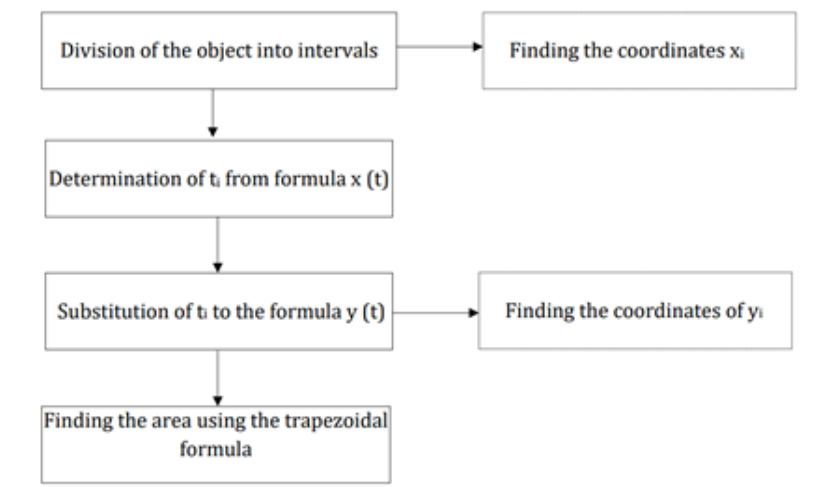 Division of the object into intervals
Finding the coordinates xᵢ
Determination of tᵢ from formula x (t)
Substitution of tᵢ to the formula y (t)
Finding the coordinates of yᵢ
Finding the area using the trapezoidal
formula